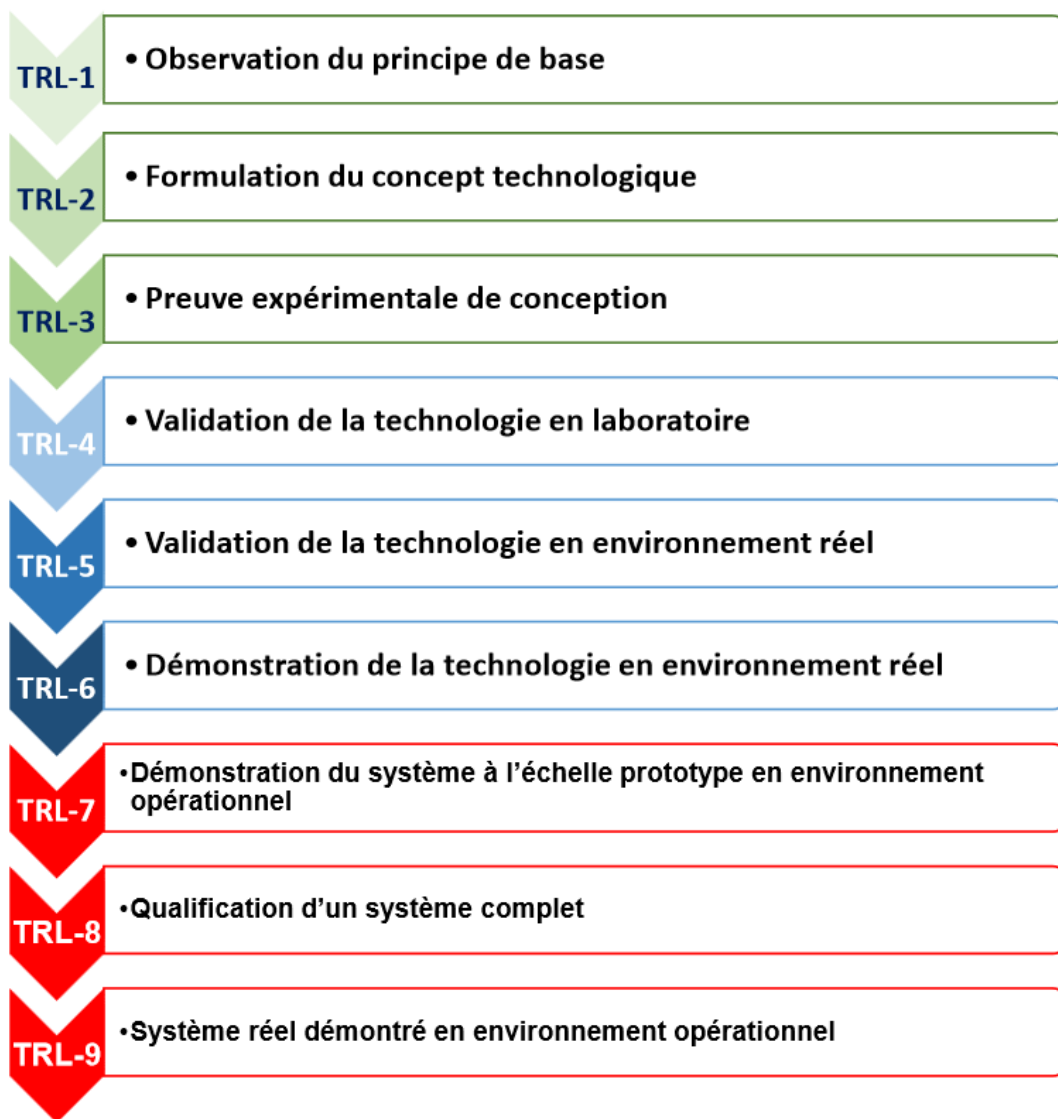 TRL-1
• Observation du principe de base
TRL-2
• Formulation du concept technologique
TRL-3
• Preuve expérimentale de conception
TRL-4
• Validation de la technologie en laboratoire
TRL-5
• Validation de la technologie en environnement réel
TRL-6
• Démonstration de la technologie en environnement réel
TRL-7
•Démonstration du système à l’échelle prototype en environnement
opérationnel
TRL-8
•Qualification d’un système complet
TRL-9
•Système réel démontré en environnement opérationnel